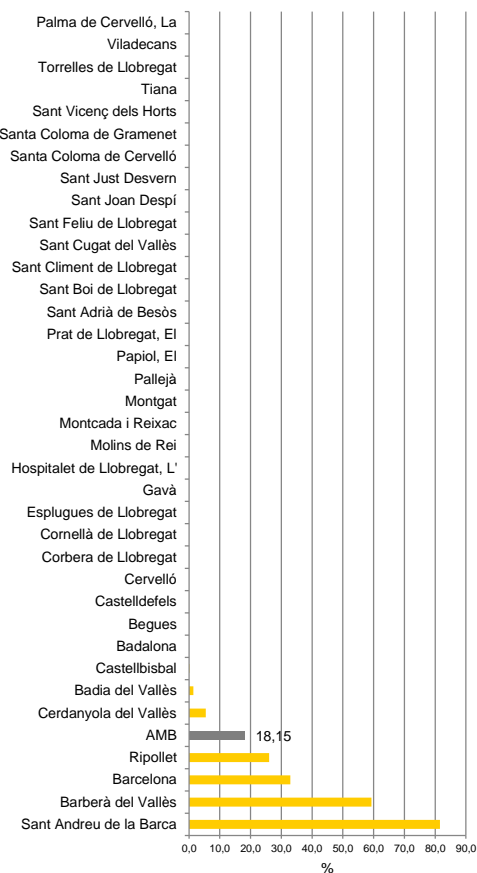 Palma de Cervelló, La
Viladecans
Torrelles de Llobregat
Tiana
Sant Vicenç dels Horts
Santa Coloma de Gramenet
Santa Coloma de Cervelló
Sant Just Desvern
Sant Joan Despí
Sant Feliu de Llobregat
Sant Cugat del Vallès
Sant Climent de Llobregat
Sant Boi de Llobregat
Sant Adrià de Besòs
Prat de Llobregat, El
Papiol, El
Pallejà
Montgat
Montcada i Reixac
Molins de Rei
Hospitalet de Llobregat, L'
Gavà
Esplugues de Llobregat
Cornellà de Llobregat
Corbera de Llobregat
Cervelló
Castelldefels
Begues
Badalona
Castellbisbal
Badia del Vallès
Cerdanyola del Vallès
AMB 18,15
Ripollet
Barcelona
Barberà del Vallès
Sant Andreu de la Barca
0,0 10,0 20,0 30,0 40,0 50,0 60,0 70,0 80,0 90,0
%